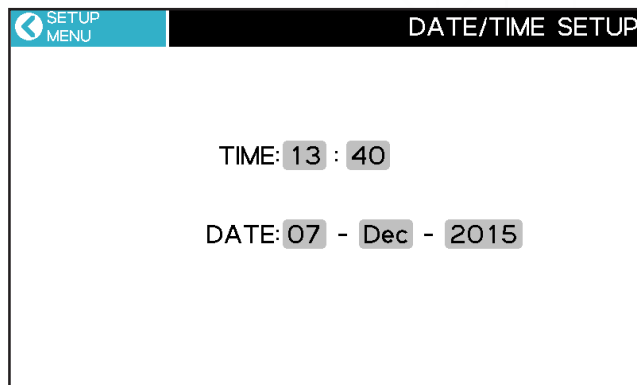 SETUP
MENU
DATE/TIME SETUP
TIME: 13 : 40
DATE: 07 - Dec - 2015